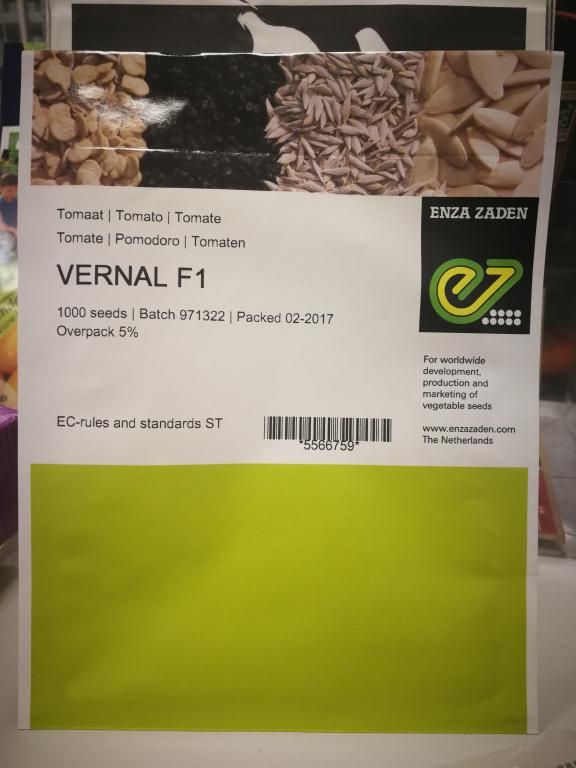 Tomaat | Tomato | Tomate
Tomate | Pomodoro | Tomaten
VERNAL F1
1000 seeds | Batch 971322 | Packed 02-2017
Overpack 5%
EC-rules and standards ST
*5566759*
ENZA ZADEN
For worldwide
development,
production and
marketing of
vegetable seeds
www.enzazaden.com
The Netherlands